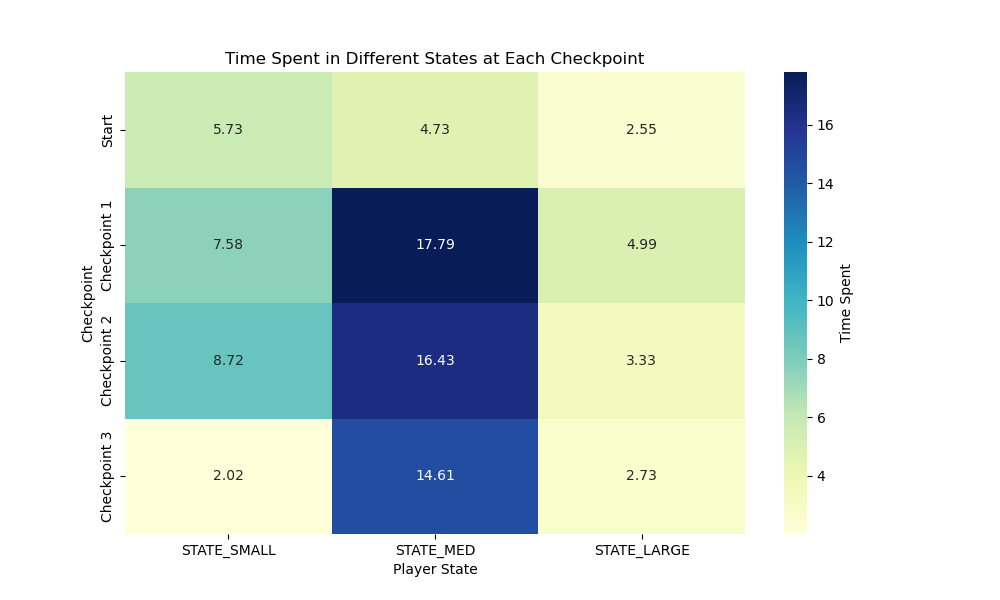 Time Spent in Different States at Each Checkpoint
Checkpoint
Start
5.73
4.73
2.55
Checkpoint 1
7.58
17.79
4.99
Checkpoint 2
8.72
16.43
3.33
Checkpoint 3
2.02
14.61
2.73
STATE_SMALL
STATE_MED
STATE_LARGE
Player State
16
14
12
10
8
6
4
Time Spent